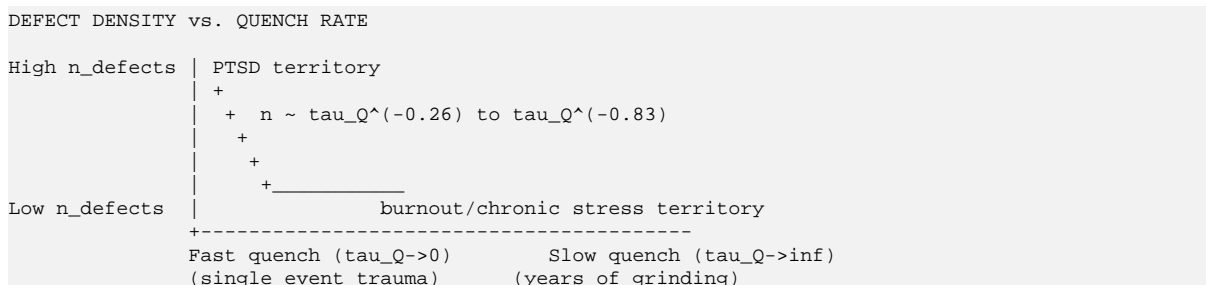 DEFECT DENSITY vs. QUENCH RATE
High n_defects | PTSD territory
| +
| + n ~ tau_Q^(-0.26) to tau_Q^(-0.83)
| +
| +
| +___________
Low n_defects | burnout/chronic stress territory
+-----------------------------------------
Fast quench (tau_Q->0) Slow quench (tau_Q->inf)
(single event trauma) (years of grinding)